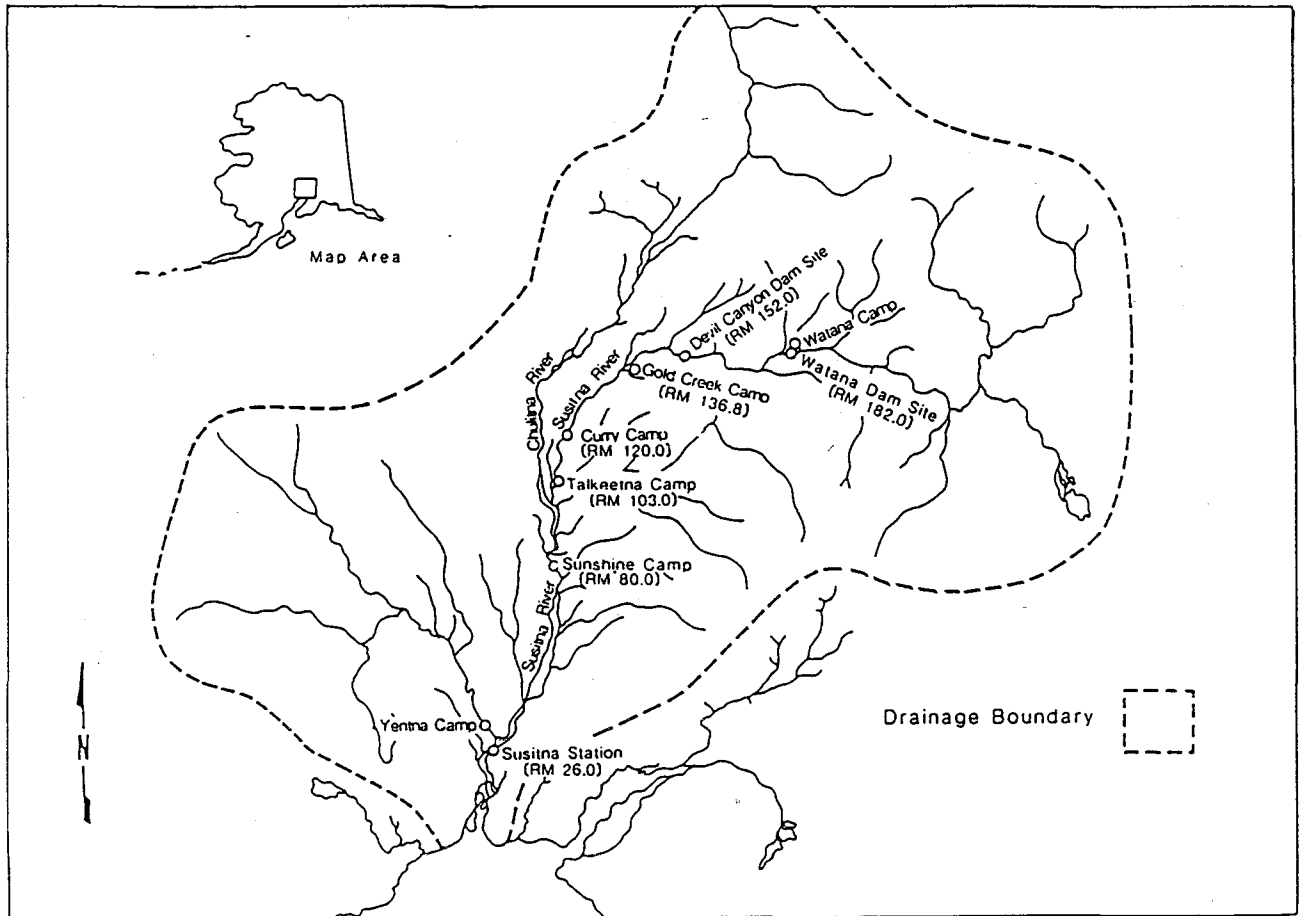 Map Area
Chulitna River
Susitna River
Devil Canyon Dam Site
(RM 152.0)
Watana Camp
Watana Dam Site
(RM 182.0)
Gold Creek Camp
(RM 136.8)
Curry Camp
(RM 120.0)
Talkeetna Camp
(RM 103.0)
Sunshine Camp
(RM 80.0)
Susitna River
Yentna Camp
Susitna Station
(RM 26.0)
Drainage Boundary
N